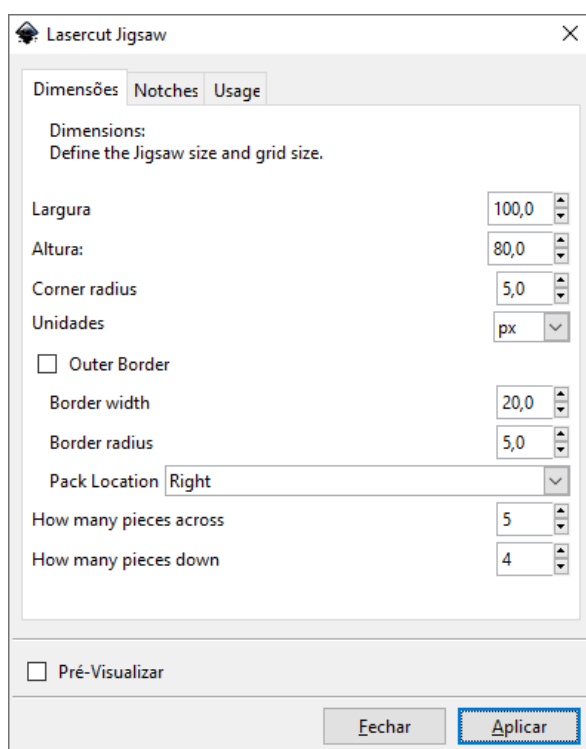 Lasercut Jigsaw
Dimensões Notches Usage
Dimensions:
Define the Jigsaw size and grid size.
Largura 100,0
Altura: 80,0
Corner radius 5,0
Unidades px
Outer Border
Border width 20,0
Border radius 5,0
Pack Location Right
How many pieces across 5
How many pieces down 4
Pré-Visualizar
Fechar Aplicar